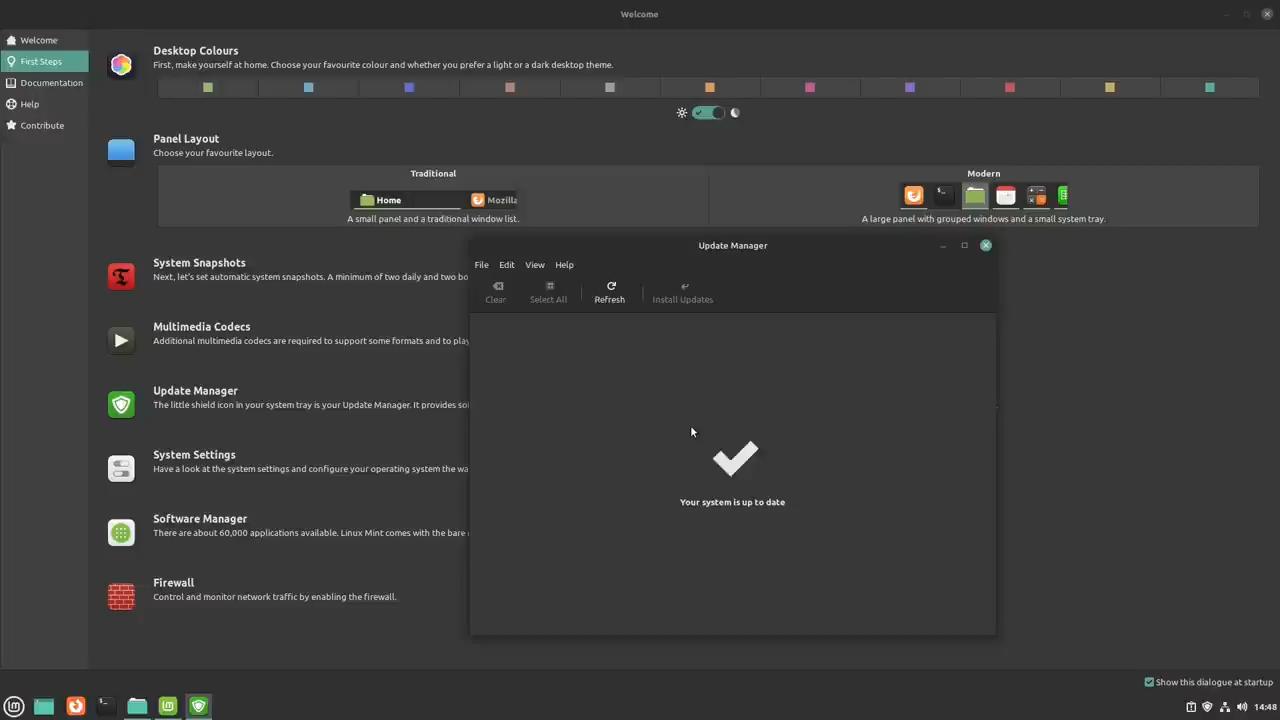 Welcome
Welcome
First Steps
Documentation
Help
Contribute
Desktop Colours
First, make yourself at home. Choose your favourite colour and whether you prefer a light or a dark desktop theme.
Panel Layout
Choose your favourite layout.
Traditional
Home
Mozilla
A small panel and a traditional window list.
Modern
A large panel with grouped windows and a small system tray.
System Snapshots
Next, let's set automatic system snapshots. A minimum of two daily and two bo
Multimedia Codecs
Additional multimedia codecs are required to support some formats and to play
Update Manager
The little shield icon in your system tray is your Update Manager. It provides
System Settings
Have a look at the system settings and configure your operating system the wa
Software Manager
There are about 60,000 applications available. Linux Mint comes with the bare
Firewall
Control and monitor network traffic by enabling the firewall.
Update Manager
File Edit View Help
Clear
Select All
Refresh
Install Updates
Your system is up to date
Show this dialogue at startup
14:48